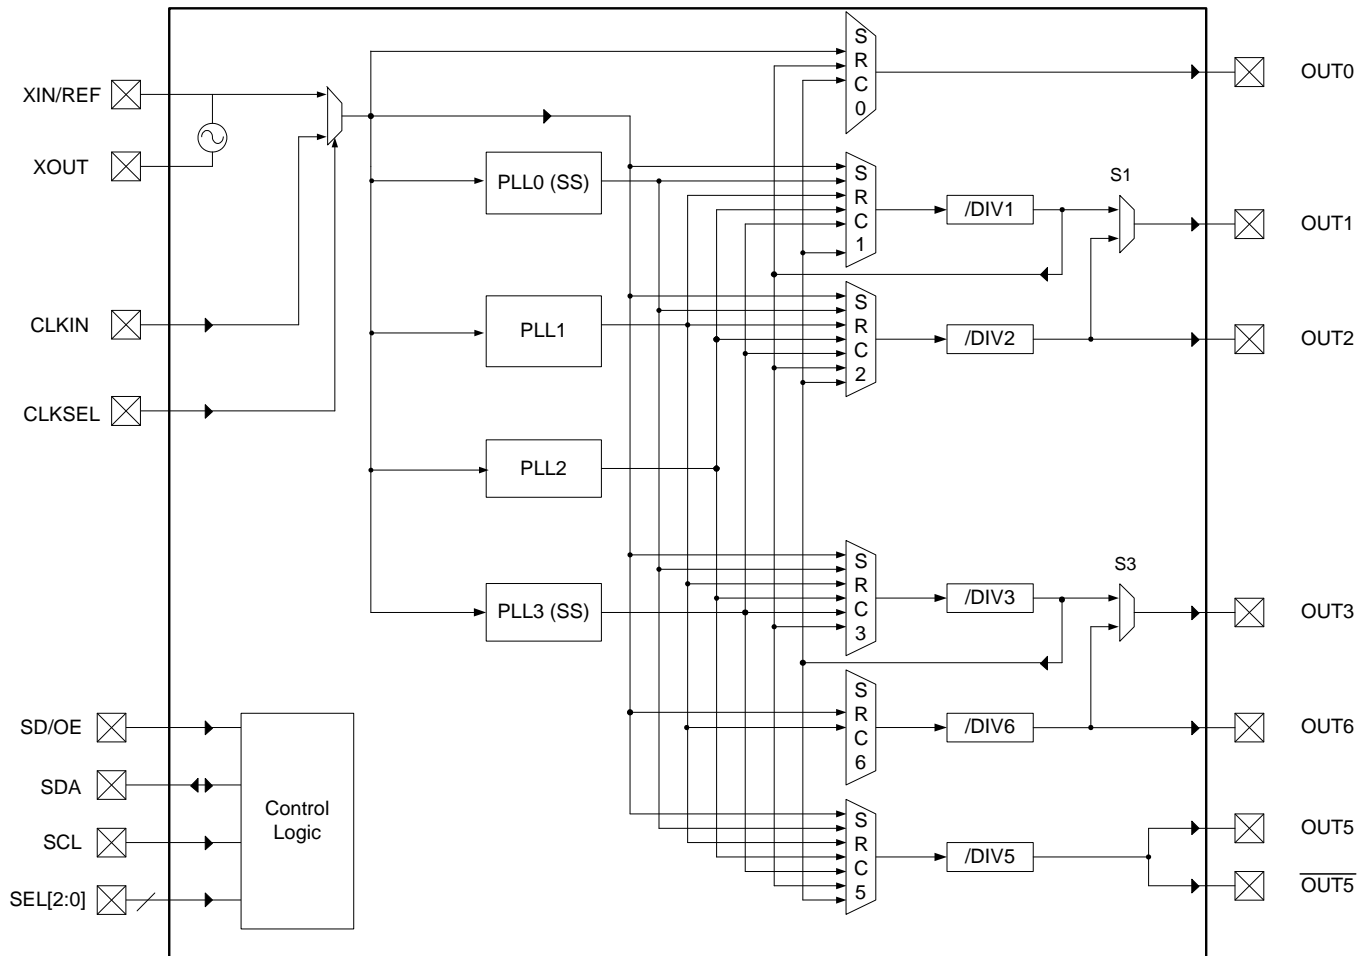 XIN/REF
XOUT
CLKIN
CLKSEL
SD/OE
SDA
SCL
SEL[2:0]
Control
Logic
PLL0 (SS)
PLL1
PLL2
PLL3 (SS)
S
R
C
0
S
R
C
1
S
R
C
2
S
R
C
3
S
R
C
6
S
R
C
5
/DIV1
/DIV2
/DIV3
/DIV6
/DIV5
S1
S3
OUT0
OUT1
OUT2
OUT3
OUT6
OUT5
O̅U̅T̅5̅